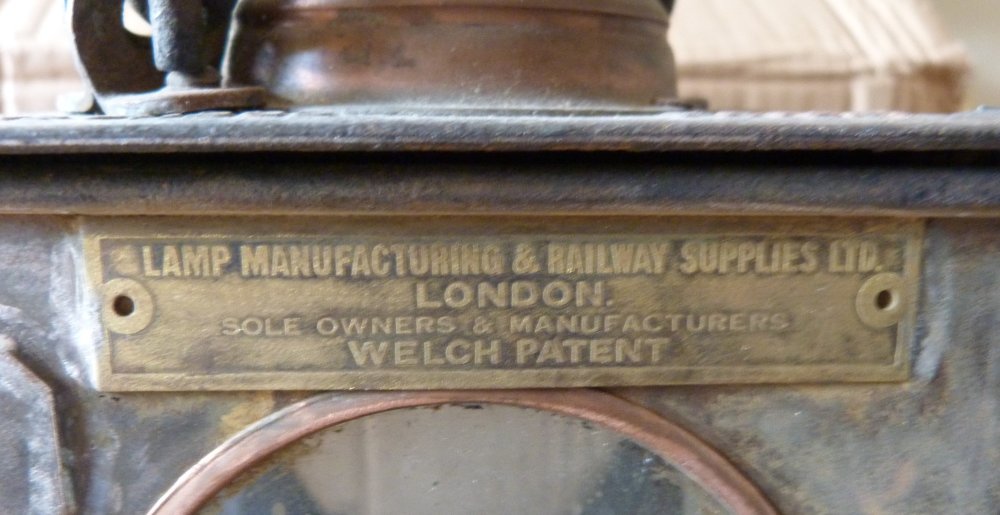 LAMP MANUFACTURING & RAILWAY SUPPLIES LTD.
LONDON.
SOLE OWNERS & MANUFACTURERS
WELCH PATENT